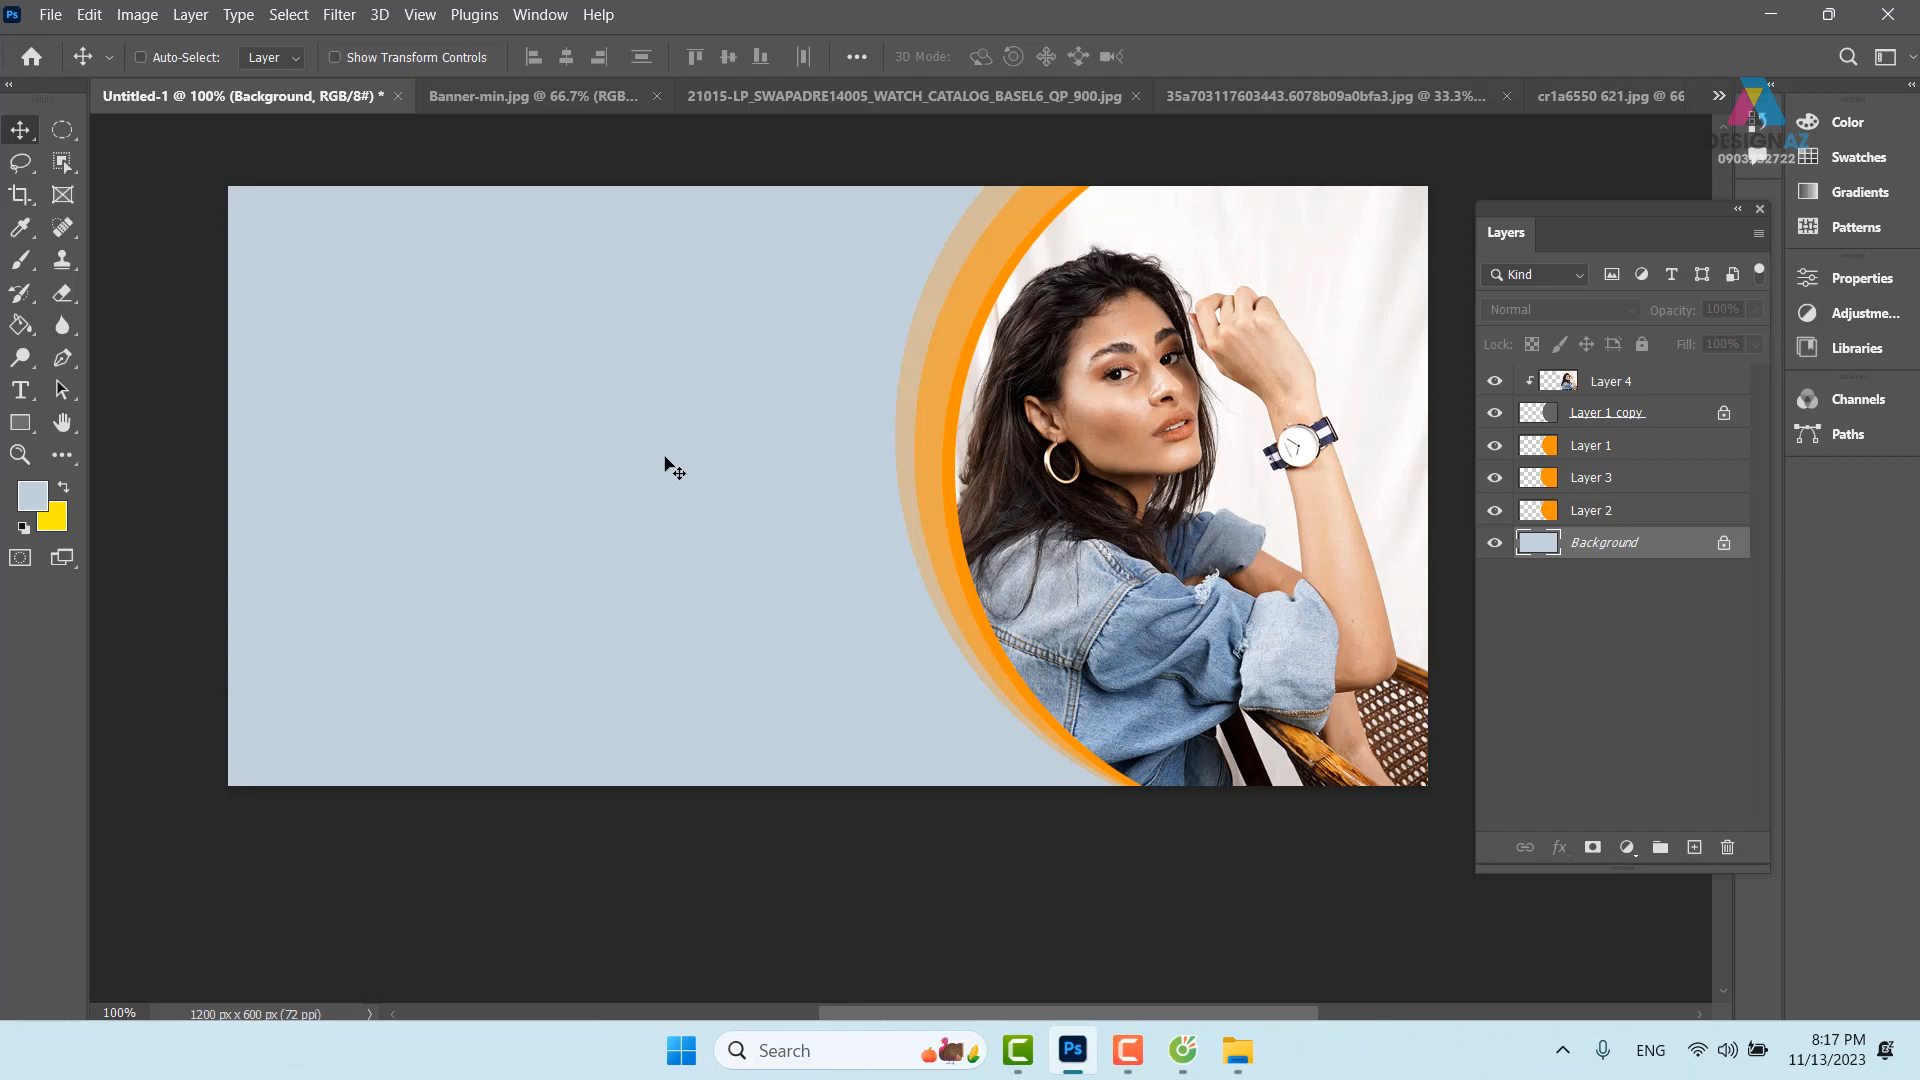 Ps File Edit Image Layer Type Select Filter 3D View Plugins Window Help
Auto-Select: Layer Show Transform Controls 3D Mode:
Untitled-1 @ 100% (Background, RGB/8#) * Banner-min.jpg @ 66.7% (RGB... 21015-LP_SWAPADRE14005_WATCH_CATALOG_BASEL6_QP_900.jpg 35a703117603443.6078b09a0bfa3.jpg @ 33.3%... cr1a6550 621.jpg @ 66
DESIGNAZ
Color
Swatches
Gradients
Patterns
Properties
Adjustme...
Libraries
Channels
Paths
Layers
Kind
Normal Opacity: 100%
Lock: Fill: 100%
Layer 4
Layer 1 copy
Layer 1
Layer 3
Layer 2
Background
fx
100% 1200 px x 600 px (72 ppi)
Search
Ps
ENG
8:17 PM
11/13/2023